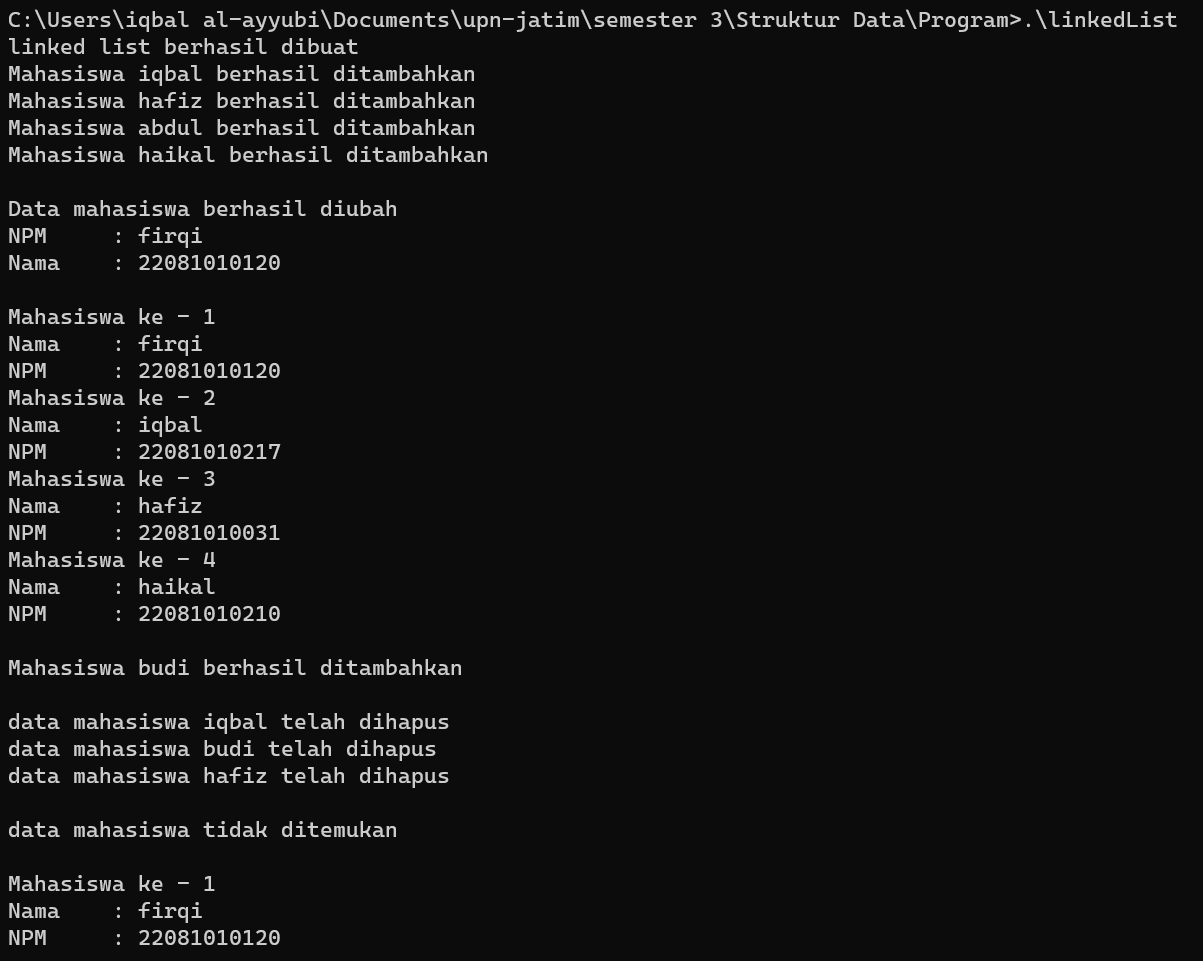 C:\Users\iqbal al-ayyubi\Documents\upn-jatim\semester 3\Struktur Data\Program>.\linkedList
linked list berhasil dibuat
Mahasiswa iqbal berhasil ditambahkan
Mahasiswa hafiz berhasil ditambahkan
Mahasiswa abdul berhasil ditambahkan
Mahasiswa haikal berhasil ditambahkan

Data mahasiswa berhasil diubah
NPM     : firqi
Nama    : 22081010120

Mahasiswa ke - 1
Nama    : firqi
NPM     : 22081010120
Mahasiswa ke - 2
Nama    : iqbal
NPM     : 22081010217
Mahasiswa ke - 3
Nama    : hafiz
NPM     : 22081010031
Mahasiswa ke - 4
Nama    : haikal
NPM     : 22081010210

Mahasiswa budi berhasil ditambahkan

data mahasiswa iqbal telah dihapus
data mahasiswa budi telah dihapus
data mahasiswa hafiz telah dihapus

data mahasiswa tidak ditemukan

Mahasiswa ke - 1
Nama    : firqi
NPM     : 22081010120